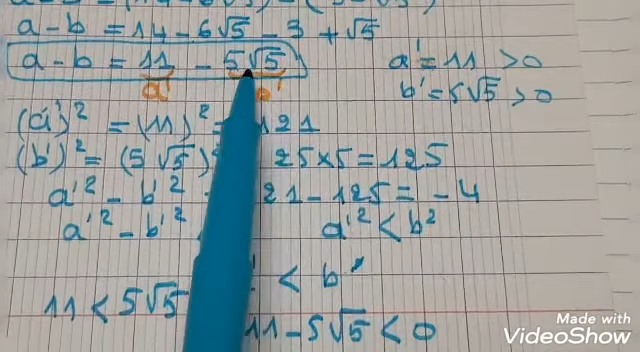 a - b = 14 - 6√5 - 3 + √5
a - b = 11 - 5√5
a' = 11 > 0
a' b'
b' = 5√5 > 0
(a')² = (11)² = 121
(b')² = (5√5)² 25×5 = 125
a'² - b'² 21 - 125 = -4
a'² - b'² a'² < b²
< b'
11 < 5√5
11 - 5√5 < 0
Made with
VideoShow